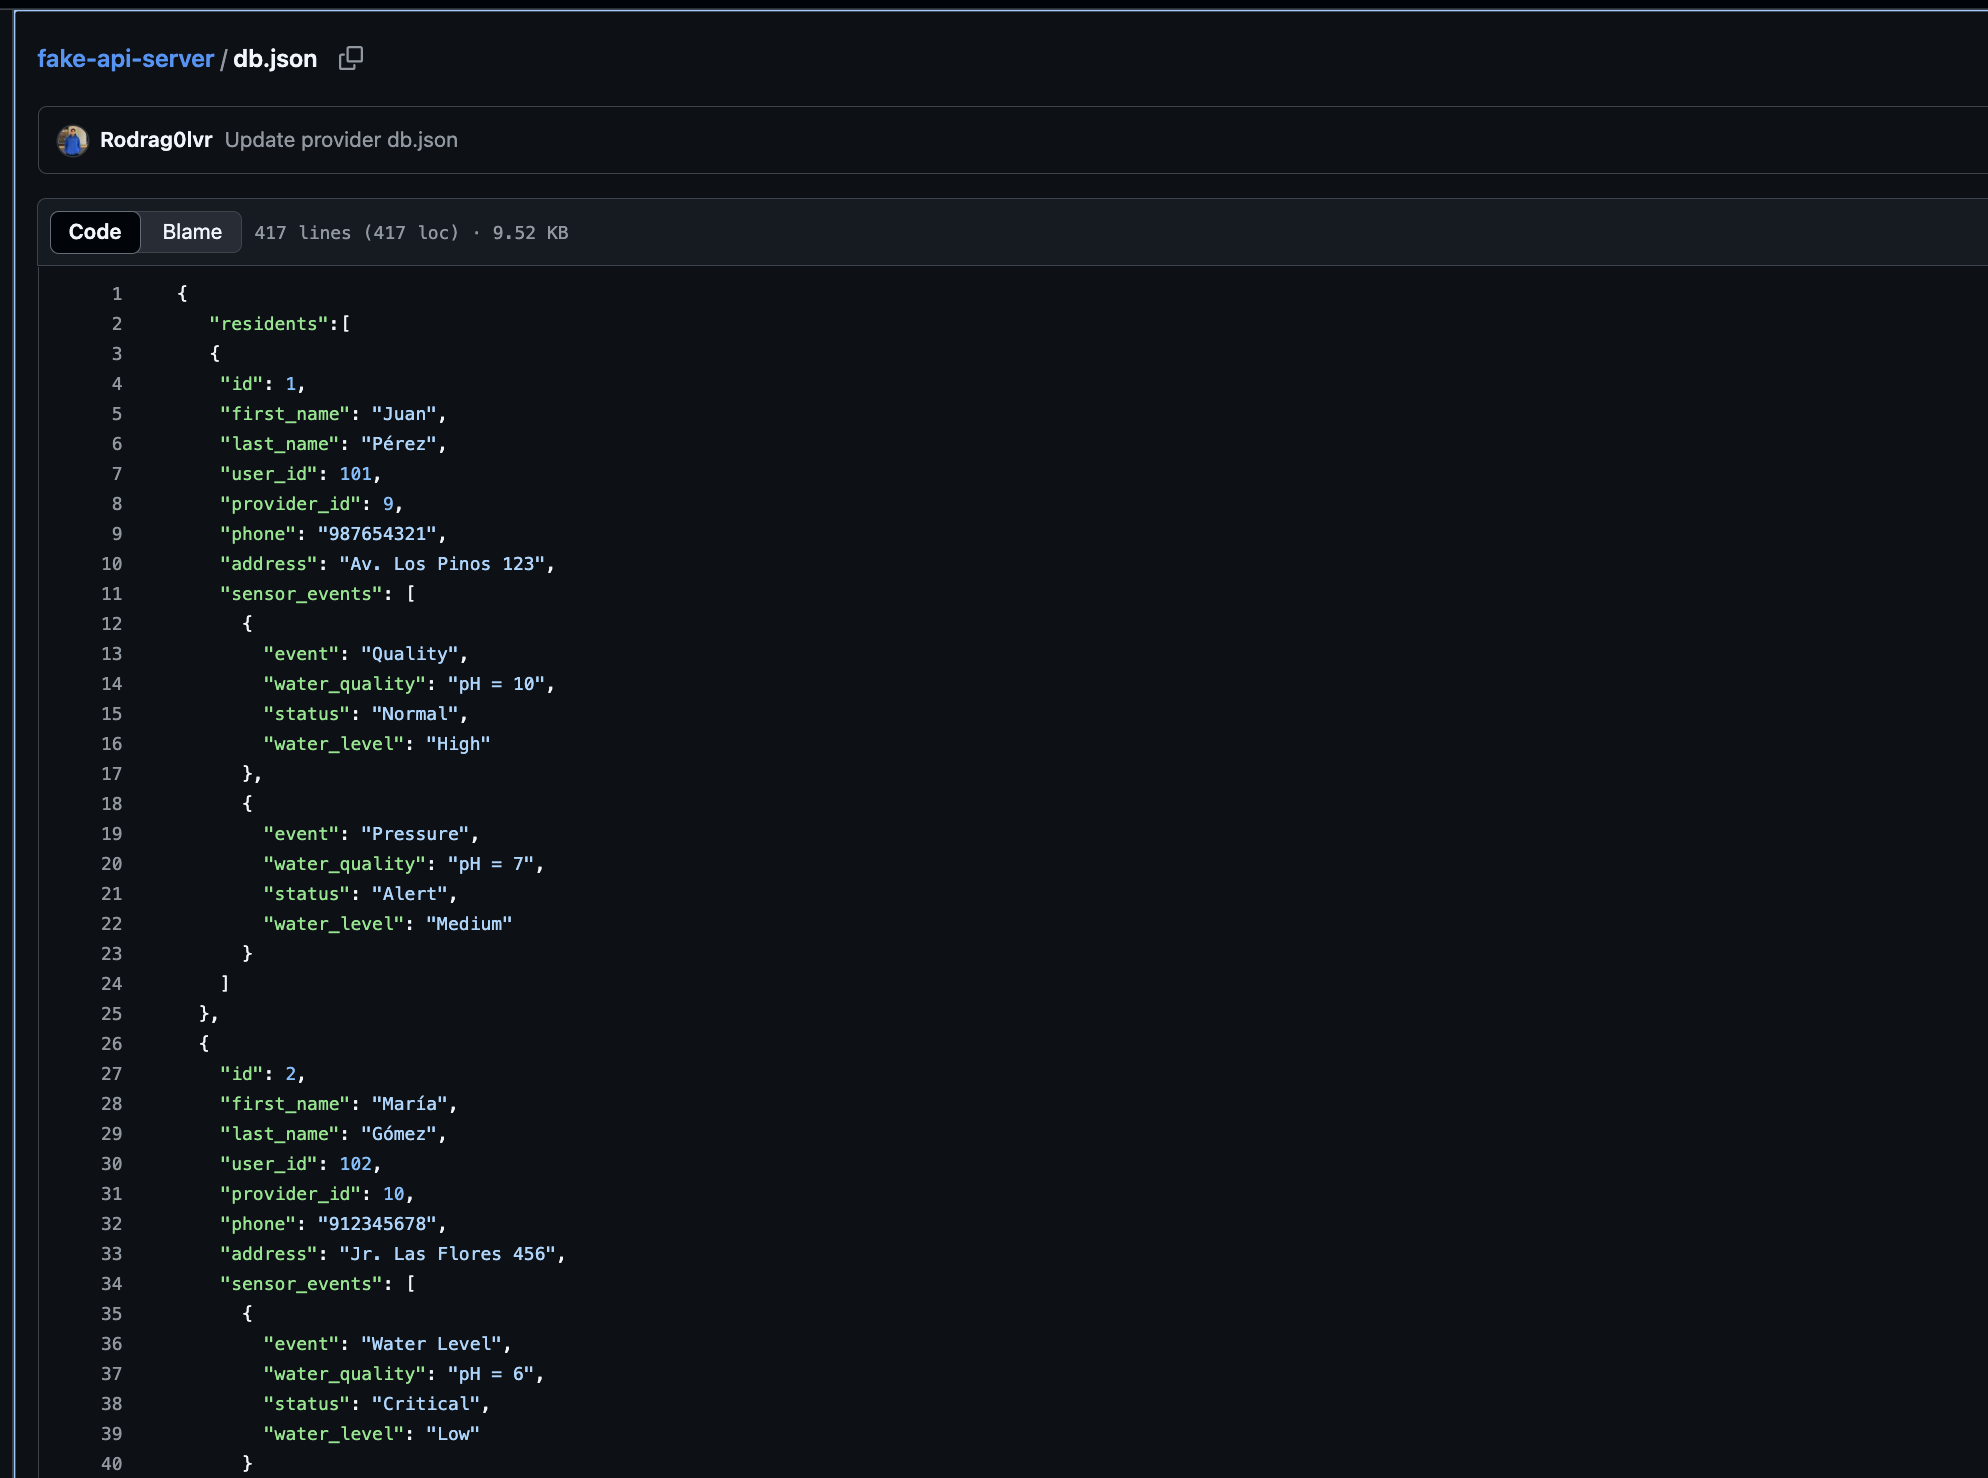 fake-api-server / db.json
Rodrag0lvr Update provider db.json
Code Blame 417 lines (417 loc) · 9.52 KB
1 {
2 "residents":[
3 {
4 "id": 1,
5 "first_name": "Juan",
6 "last_name": "Pérez",
7 "user_id": 101,
8 "provider_id": 9,
9 "phone": "987654321",
10 "address": "Av. Los Pinos 123",
11 "sensor_events": [
12 {
13 "event": "Quality",
14 "water_quality": "pH = 10",
15 "status": "Normal",
16 "water_level": "High"
17 },
18 {
19 "event": "Pressure",
20 "water_quality": "pH = 7",
21 "status": "Alert",
22 "water_level": "Medium"
23 }
24 ]
25 },
26 {
27 "id": 2,
28 "first_name": "María",
29 "last_name": "Gómez",
30 "user_id": 102,
31 "provider_id": 10,
32 "phone": "912345678",
33 "address": "Jr. Las Flores 456",
34 "sensor_events": [
35 {
36 "event": "Water Level",
37 "water_quality": "pH = 6",
38 "status": "Critical",
39 "water_level": "Low"
40 }